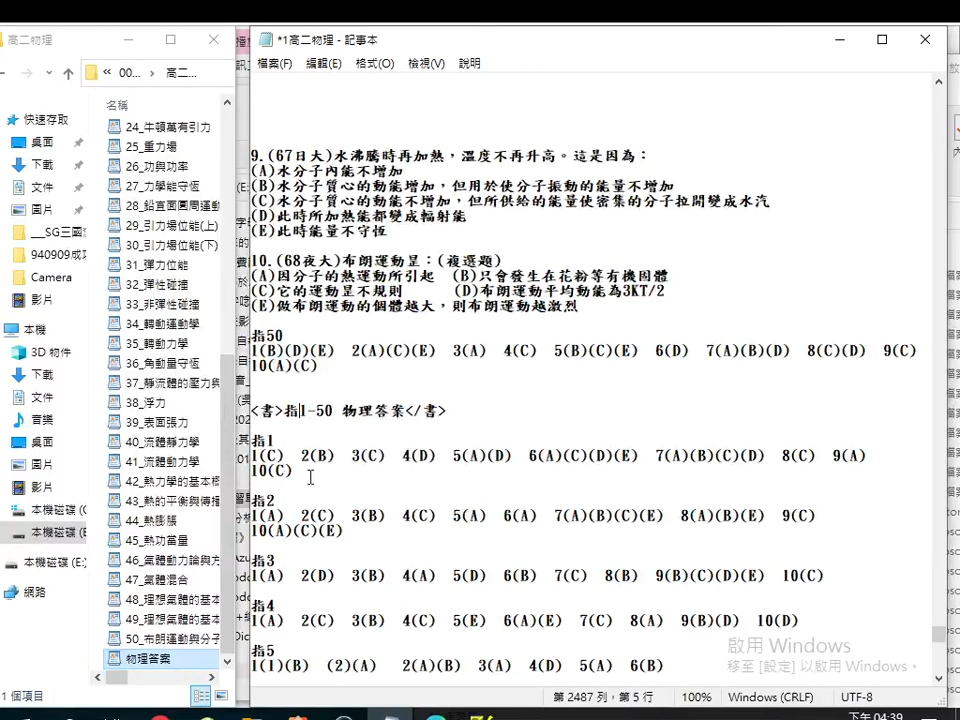 高二物理
*1高二物理 - 記事本
檔案(F) 編輯(E) 格式(O) 檢視(V) 說明
« 00... › 高二...
快速存取
桌面
下載
文件
圖片
___SG三國
940909成
Camera
影片
本機
3D 物件
下載
文件
音樂
桌面
圖片
影片
本機磁碟 (C
本機磁碟 (E
本機磁碟 (E:)
網路
名稱
24_牛頓萬有引力
25_重力場
26_功與功率
27_力學能守恆
28_鉛直面圓周運動
29_引力場位能(上)
30_引力場位能(下)
31_彈力位能
32_彈性碰撞
33_非彈性碰撞
34_轉動運動學
35_轉動力學
36_角動量守恆
37_靜流體的壓力與
38_浮力
39_表面張力
40_流體靜力學
41_流體動力學
42_熱力學的基本
43_熱的平衡與傳播
44_熱膨脹
45_熱功當量
46_氣體動力論與方
47_氣體混合
48_理想氣體的基本
49_理想氣體的基本
50_布朗運動與分子
物理答案
1 個項目
9.(67日大)水沸騰時再加熱，溫度不再升高。這是因為：
(A)水分子內能不增加
(B)水分子質心的動能增加，但用於使分子振動的能量不增加
(C)水分子質心的動能不增加，但所供給的能量使密集的分子拉開變成水汽
(D)此時所加熱能都變成輻射能
(E)此時能量不守恆
10.(68夜大)布朗運動呈：(複選題)
(A)因分子的熱運動所引起 (B)只會發生在花粉等有機固體
(C)它的運動呈不規則 (D)布朗運動平均動能為3KT/2
(E)做布朗運動的個體越大，則布朗運動越激烈
指50
1(B)(D)(E) 2(A)(C)(E) 3(A) 4(C) 5(B)(C)(E) 6(D) 7(A)(B)(D) 8(C)(D) 9(C)
10(A)(C)
<書>指1-50 物理答案</書>
指1
1(C) 2(B) 3(C) 4(D) 5(A)(D) 6(A)(C)(D)(E) 7(A)(B)(C)(D) 8(C) 9(A)
10(C)
指2
1(A) 2(C) 3(B) 4(C) 5(A) 6(A) 7(A)(B)(C)(E) 8(A)(B)(E) 9(C)
10(A)(C)(E)
指3
1(A) 2(D) 3(B) 4(A) 5(D) 6(B) 7(C) 8(B) 9(B)(C)(D)(E) 10(C)
指4
1(A) 2(C) 3(B) 4(C) 5(E) 6(A)(E) 7(C) 8(A) 9(B)(D) 10(D)
指5
1(1)(B) (2)(A) 2(A)(B) 3(A) 4(D) 5(A) 6(B)
啟用 Windows
移至 [設定] 以啟用 Windows。
第 2487 列，第 5 行 100% Windows (CRLF) UTF-8
下午 04:39